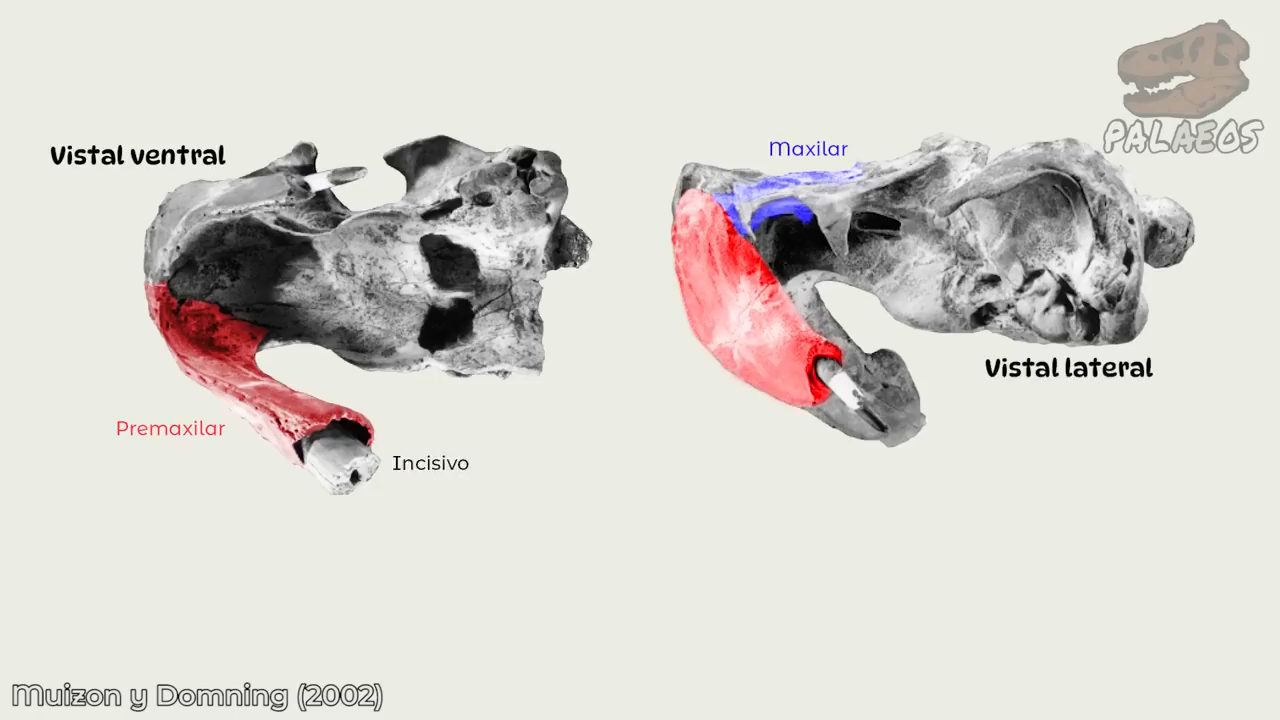 PALAEOS
Vistal ventral
Maxilar
Vistal lateral
Premaxilar
Incisivo
Muizon y Domning (2002)